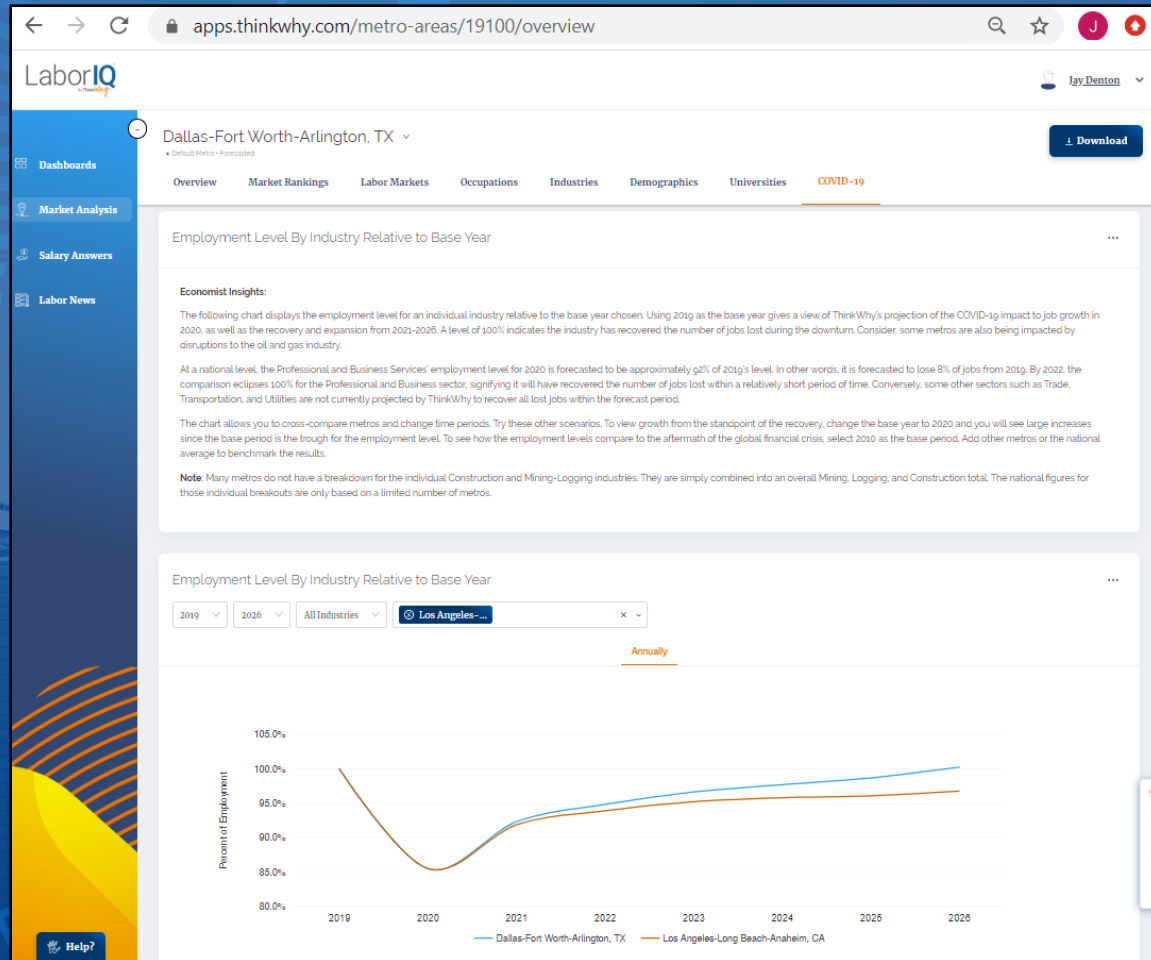 apps.thinkwhy.com/metro-areas/19100/overview
J
LaborIQ
by ThinkWhy
Jay Denton
Dallas-Fort Worth-Arlington, TX
Default Metro • Forecasted
Download
Overview Market Rankings Labor Markets Occupations Industries Demographics Universities COVID-19
Dashboards
Market Analysis
Salary Answers
Labor News
Employment Level By Industry Relative to Base Year
Economist Insights:
The following chart displays the employment level for an individual industry relative to the base year chosen. Using 2019 as the base year gives a view of ThinkWhy's projection of the COVID-19 impact to job growth in
2020, as well as the recovery and expansion from 2021-2026. A level of 100% indicates the industry has recovered the number of jobs lost during the downturn. Consider, some metros are also being impacted by
disruptions to the oil and gas industry.
At a national level, the Professional and Business Services' employment level for 2020 is forecasted to be approximately 92% of 2019's level. In other words, it is forecasted to lose 8% of jobs from 2019. By 2022, the
comparison eclipses 100% for the Professional and Business sector, signifying it will have recovered the number of jobs lost within a relatively short period of time. Conversely, some other sectors such as Trade,
Transportation, and Utilities are not currently projected by ThinkWhy to recover all lost jobs within the forecast period.
The chart allows you to cross-compare metros and change time periods. Try these other scenarios. To view growth from the standpoint of the recovery, change the base year to 2020 and you will see large increases
since the base period is the trough for the employment level. To see how the employment levels compare to the aftermath of the global financial crisis, select 2010 as the base period. Add other metros or the national
average to benchmark the results.
Note: Many metros do not have a breakdown for the individual Construction and Mining-Logging industries. They are simply combined into an overall Mining, Logging, and Construction total. The national figures for
those individual breakouts are only based on a limited number of metros.
Employment Level By Industry Relative to Base Year
2019 2026 All Industries Los Angeles-...
Annually
Percent of Employment
105.0%
100.0%
95.0%
90.0%
85.0%
80.0%
2019 2020 2021 2022 2023 2024 2025 2026
Dallas-Fort Worth-Arlington, TX Los Angeles-Long Beach-Anaheim, CA
Help?